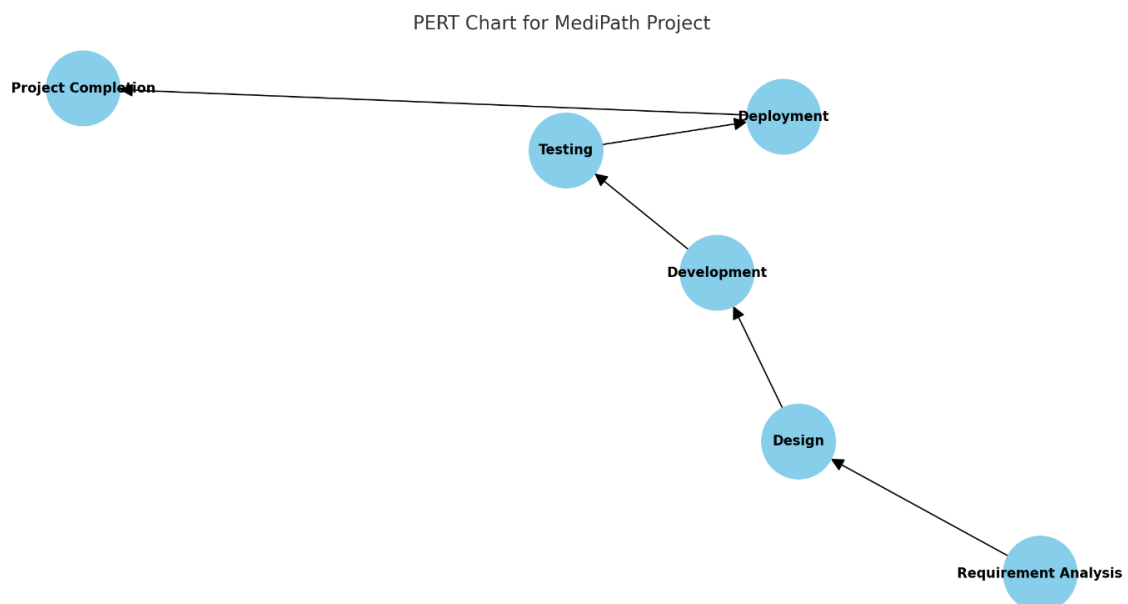 PERT Chart for MediPath Project
Project Completion
Deployment
Testing
Development
Design
Requirement Analysis